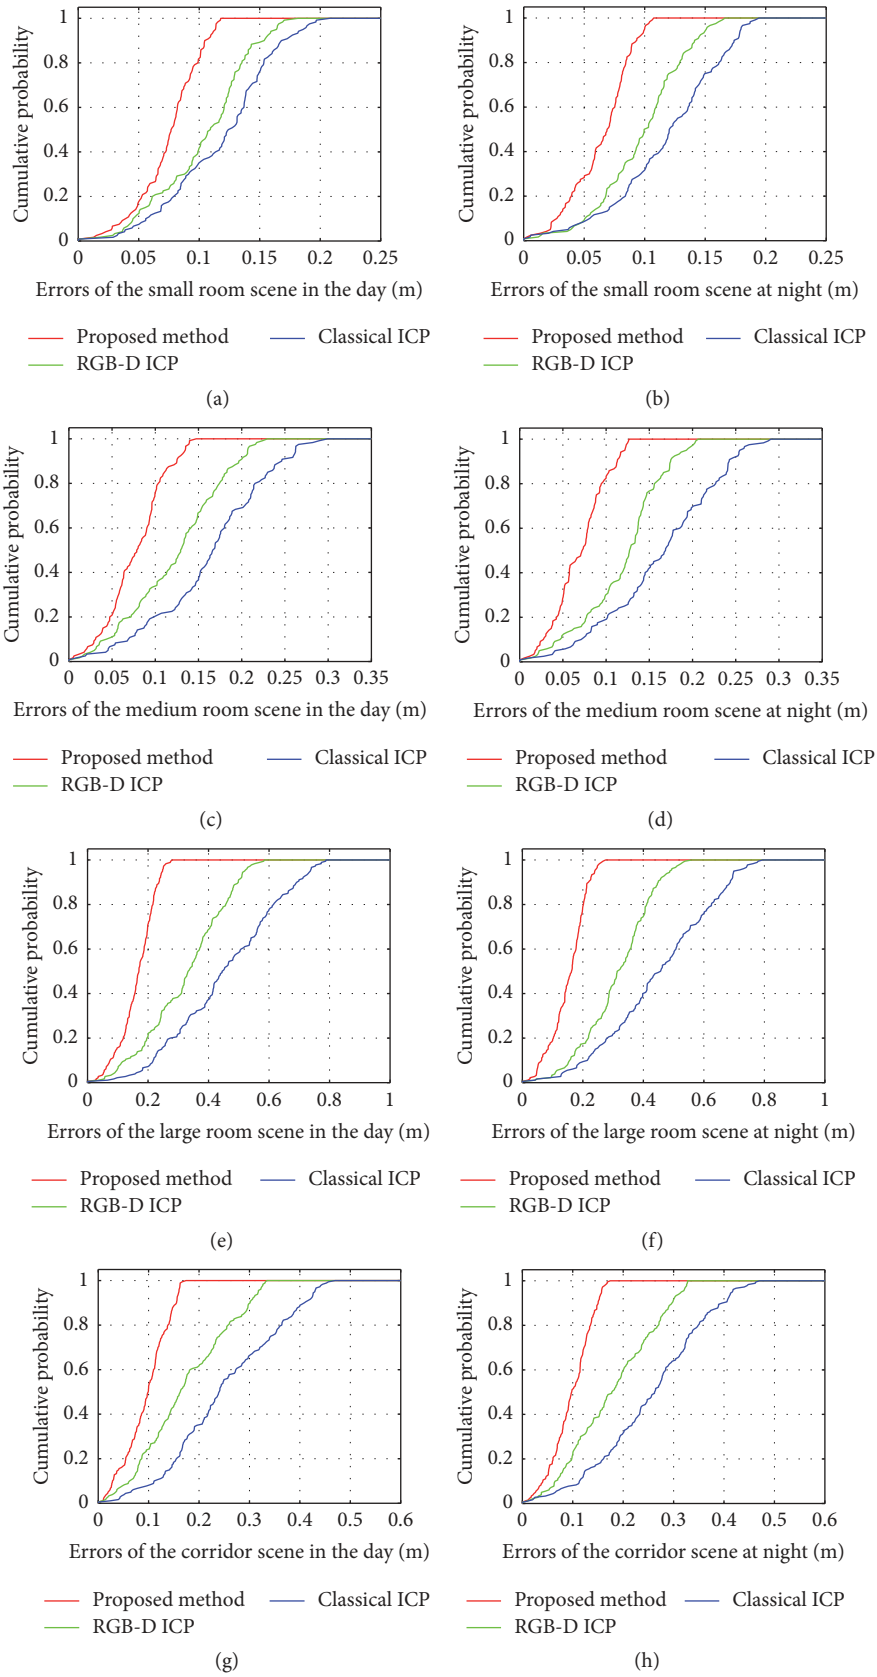 Cumulative probability
1
0.8
0.6
0.4
0.2
0
0 0.05 0.1 0.15 0.2 0.25
Errors of the small room scene in the day (m)
Proposed method
RGB-D ICP
Classical ICP
(a)
Cumulative probability
1
0.8
0.6
0.4
0.2
0
0 0.05 0.1 0.15 0.2 0.25
Errors of the small room scene at night (m)
Proposed method
RGB-D ICP
Classical ICP
(b)
Cumulative probability
1
0.8
0.6
0.4
0.2
0
0 0.05 0.1 0.15 0.2 0.25 0.3 0.35
Errors of the medium room scene in the day (m)
Proposed method
RGB-D ICP
Classical ICP
(c)
Cumulative probability
1
0.8
0.6
0.4
0.2
0
0 0.05 0.1 0.15 0.2 0.25 0.3 0.35
Errors of the medium room scene at night (m)
Proposed method
RGB-D ICP
Classical ICP
(d)
Cumulative probability
1
0.8
0.6
0.4
0.2
0
0 0.2 0.4 0.6 0.8 1
Errors of the large room scene in the day (m)
Proposed method
RGB-D ICP
Classical ICP
(e)
Cumulative probability
1
0.8
0.6
0.4
0.2
0
0 0.2 0.4 0.6 0.8 1
Errors of the large room scene at night (m)
Proposed method
RGB-D ICP
Classical ICP
(f)
Cumulative probability
1
0.8
0.6
0.4
0.2
0
0 0.1 0.2 0.3 0.4 0.5 0.6
Errors of the corridor scene in the day (m)
Proposed method
RGB-D ICP
Classical ICP
(g)
Cumulative probability
1
0.8
0.6
0.4
0.2
0
0 0.1 0.2 0.3 0.4 0.5 0.6
Errors of the corridor scene at night (m)
Proposed method
RGB-D ICP
Classical ICP
(h)